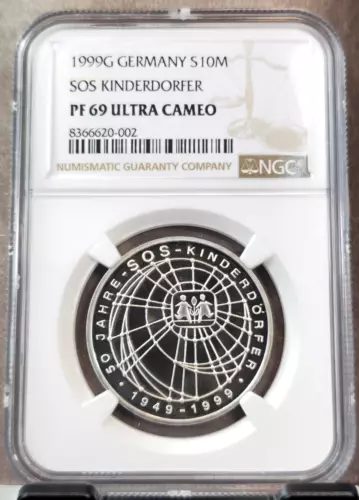 1999G GERMANY S10M
SOS KINDERDORFER
PF 69 ULTRA CAMEO
8366620-002
NUMISMATIC GUARANTY COMPANY
NGC
50 JAHRE-SOS-KINDERDÖRFER
·1949-1999·